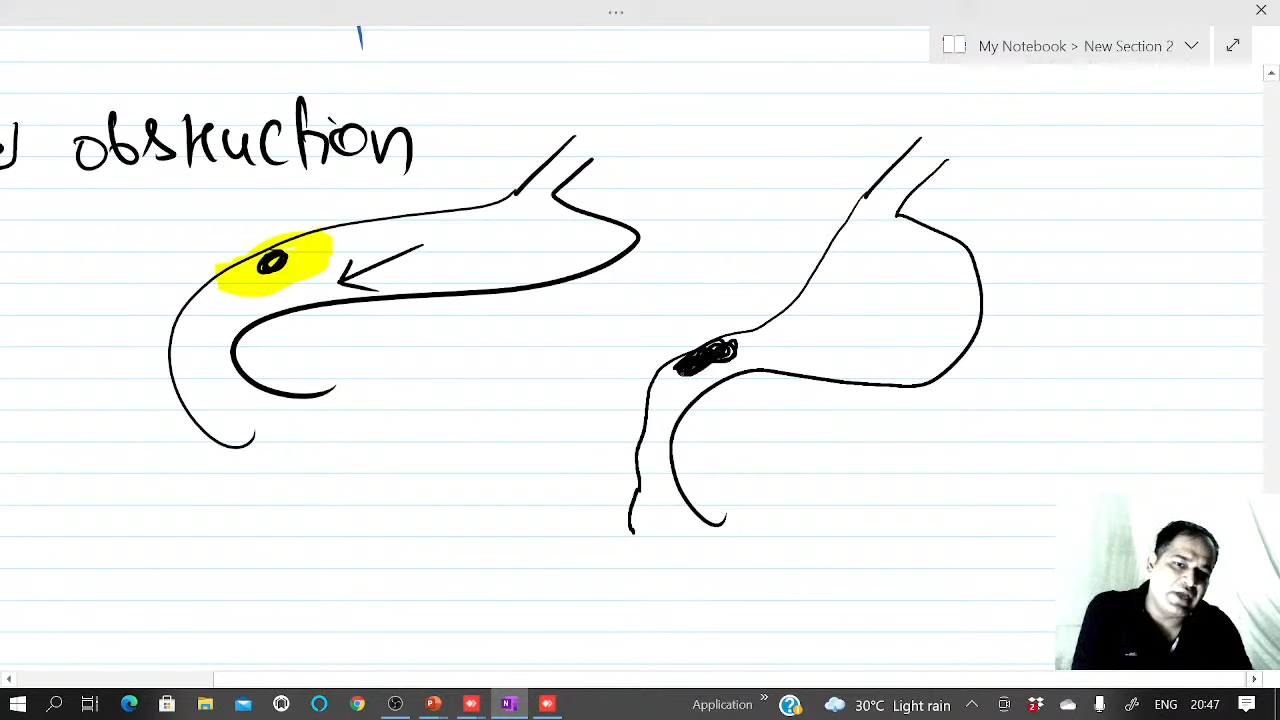 My Notebook > New Section 2
obstruction
Application
30°C Light rain
ENG
20:47